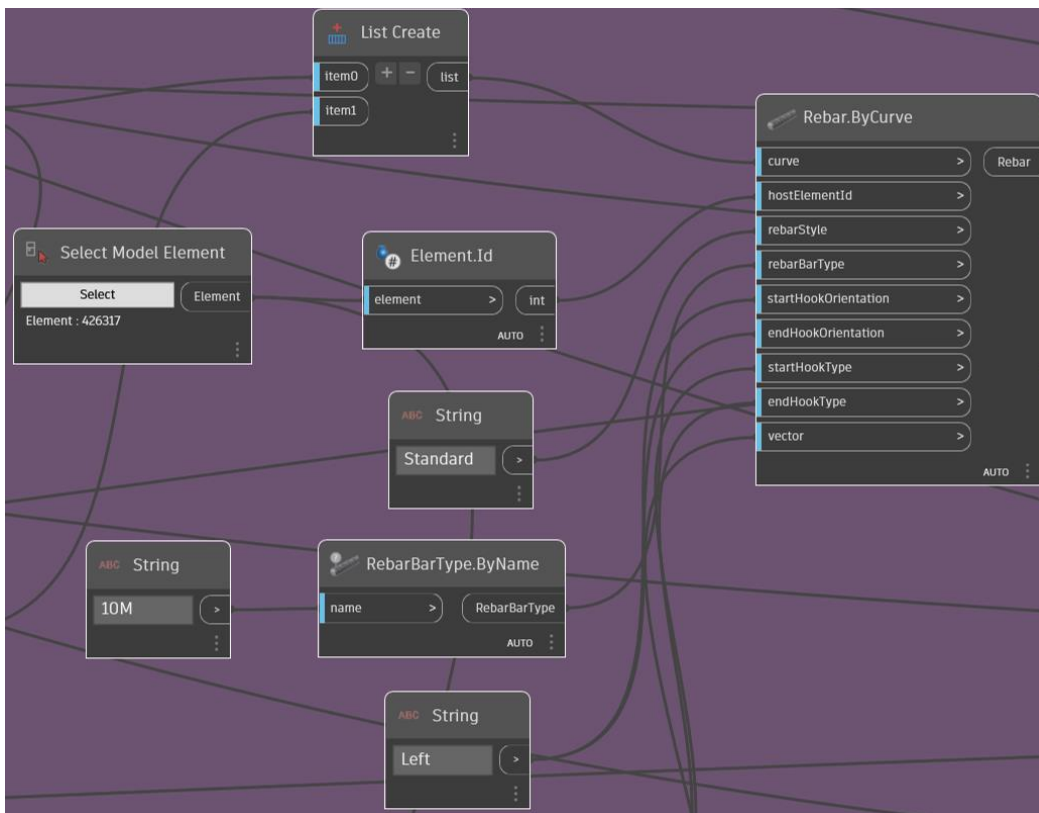 List Create
item0 + - list
item1
Rebar.ByCurve
curve > Rebar
hostElementId >
rebarStyle >
rebarBarType >
startHookOrientation >
endHookOrientation >
startHookType >
endHookType >
vector >
AUTO
Select Model Element
Select Element
Element : 426317
# Element.Id
element > int
AUTO
ABC String
Standard >
ABC String
10M >
RebarBarType.ByName
name > RebarBarType
AUTO
ABC String
Left >